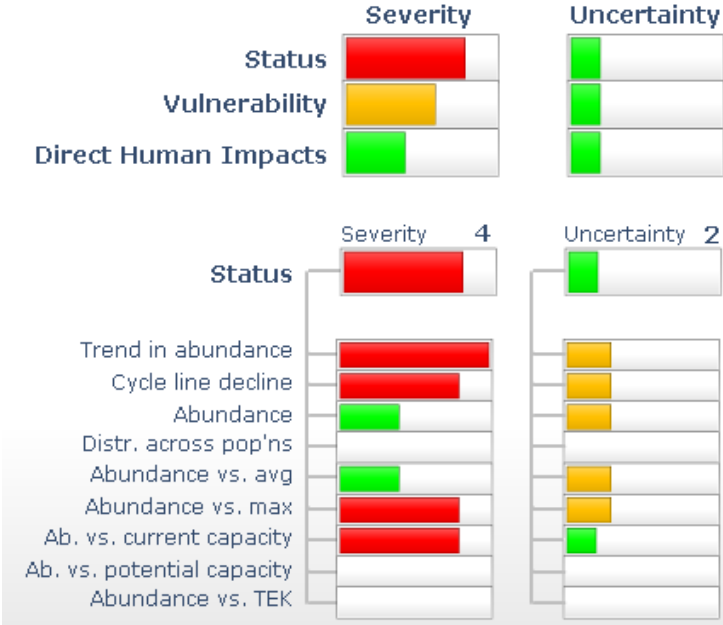 Severity Uncertainty
Status
Vulnerability
Direct Human Impacts
Severity 4 Uncertainty 2
Status
Trend in abundance
Cycle line decline
Abundance
Distr. across pop'ns
Abundance vs. avg
Abundance vs. max
Ab. vs. current capacity
Ab. vs. potential capacity
Abundance vs. TEK